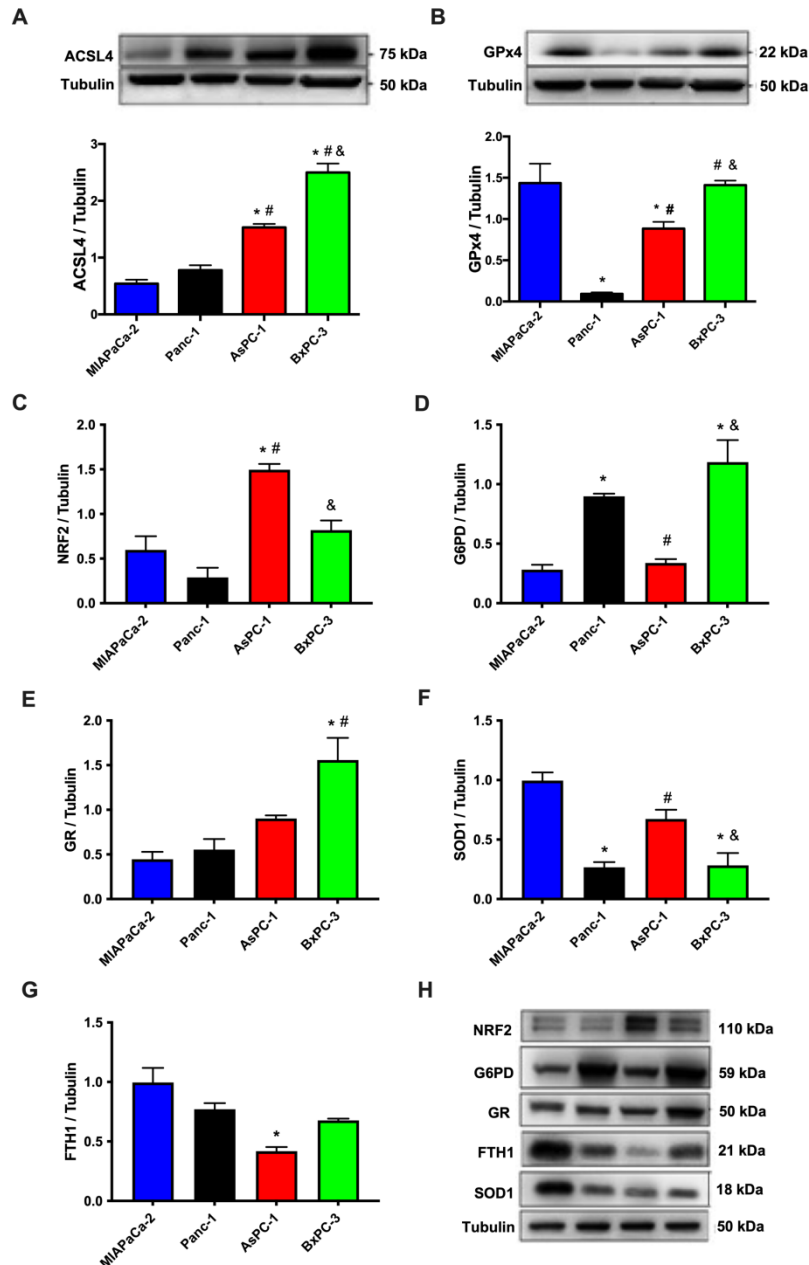 A
ACSL4
75 kDa
Tubulin
50 kDa
ACSL4 / Tubulin
3
2
1
0
* #
* # &
MIAPaCa-2
Panc-1
AsPC-1
BxPC-3
B
GPx4
22 kDa
Tubulin
50 kDa
GPx4 / Tubulin
2.0
1.5
1.0
0.5
0.0
*
* #
# &
MIAPaCa-2
Panc-1
AsPC-1
BxPC-3
C
NRF2 / Tubulin
2.0
1.5
1.0
0.5
0.0
* #
&
MIAPaCa-2
Panc-1
AsPC-1
BxPC-3
D
G6PD / Tubulin
1.5
1.0
0.5
0.0
*
#
* &
MIAPaCa-2
Panc-1
AsPC-1
BxPC-3
E
GR / Tubulin
2.0
1.5
1.0
0.5
0.0
* #
MIAPaCa-2
Panc-1
AsPC-1
BxPC-3
F
SOD1 / Tubulin
1.5
1.0
0.5
0.0
*
#
* &
MIAPaCa-2
Panc-1
AsPC-1
BxPC-3
G
FTH1 / Tubulin
1.5
1.0
0.5
0.0
*
MIAPaCa-2
Panc-1
AsPC-1
BxPC-3
H
NRF2
110 kDa
G6PD
59 kDa
GR
50 kDa
FTH1
21 kDa
SOD1
18 kDa
Tubulin
50 kDa